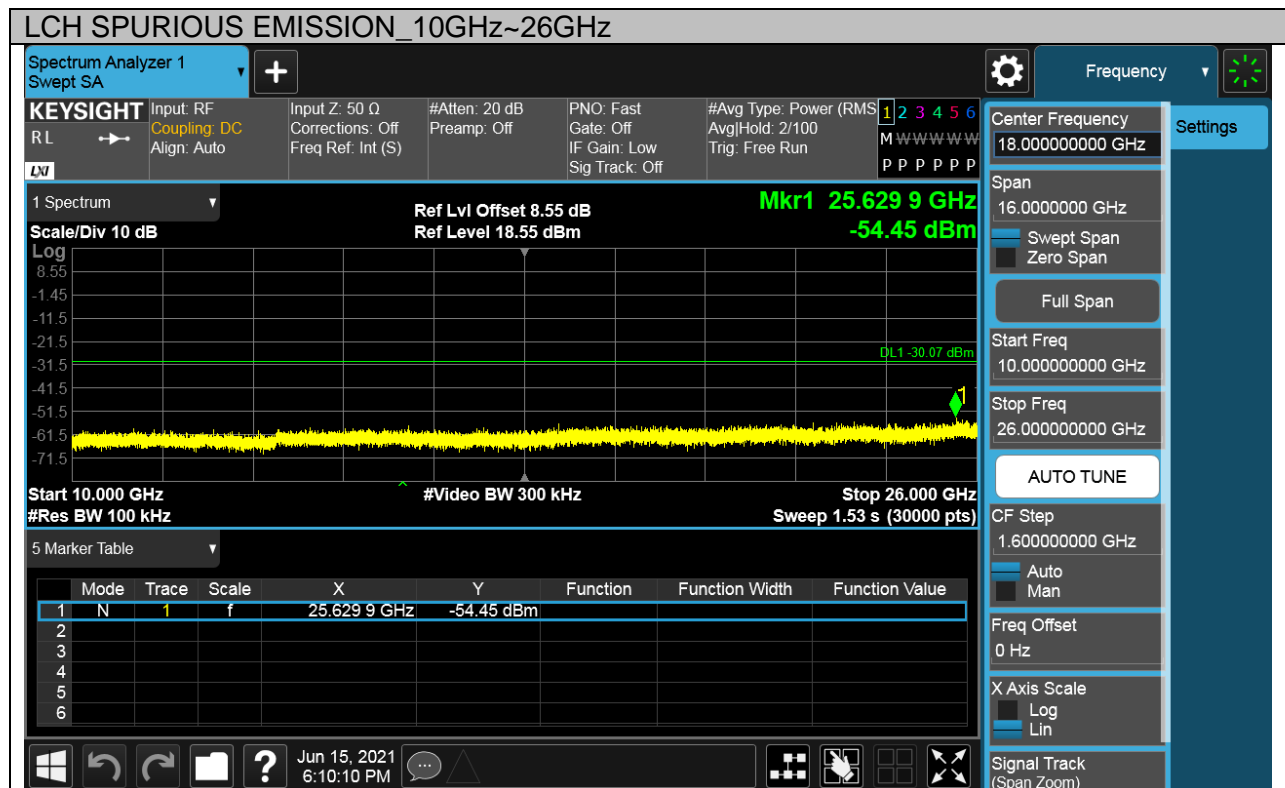 LCH SPURIOUS EMISSION_10GHz~26GHz
Spectrum Analyzer 1
Swept SA
Frequency
KEYSIGHT
RL
LXI
Input: RF
Coupling: DC
Align: Auto
Input Z: 50 Ω
Corrections: Off
Freq Ref: Int (S)
#Atten: 20 dB
Preamp: Off
PNO: Fast
Gate: Off
IF Gain: Low
Sig Track: Off
#Avg Type: Power (RMS
Avg|Hold: 2/100
Trig: Free Run
1 2 3 4 5 6
M W W W W W
P P P P P P
1 Spectrum
Scale/Div 10 dB
Ref Lvl Offset 8.55 dB
Ref Level 18.55 dBm
Mkr1 25.629 9 GHz
-54.45 dBm
Log
8.55
-1.45
-11.5
-21.5
-31.5
-41.5
-51.5
-61.5
-71.5
DL1 -30.07 dBm
1
Start 10.000 GHz
#Res BW 100 kHz
#Video BW 300 kHz
Stop 26.000 GHz
Sweep 1.53 s (30000 pts)
5 Marker Table
Mode Trace Scale X Y Function Function Width Function Value
1 N 1 f 25.629 9 GHz -54.45 dBm
2
3
4
5
6
?
Jun 15, 2021
6:10:10 PM
Center Frequency
18.000000000 GHz
Settings
Span
16.0000000 GHz
Swept Span
Zero Span
Full Span
Start Freq
10.000000000 GHz
Stop Freq
26.000000000 GHz
AUTO TUNE
CF Step
1.600000000 GHz
Auto
Man
Freq Offset
0 Hz
X Axis Scale
Log
Lin
Signal Track
(Span Zoom)